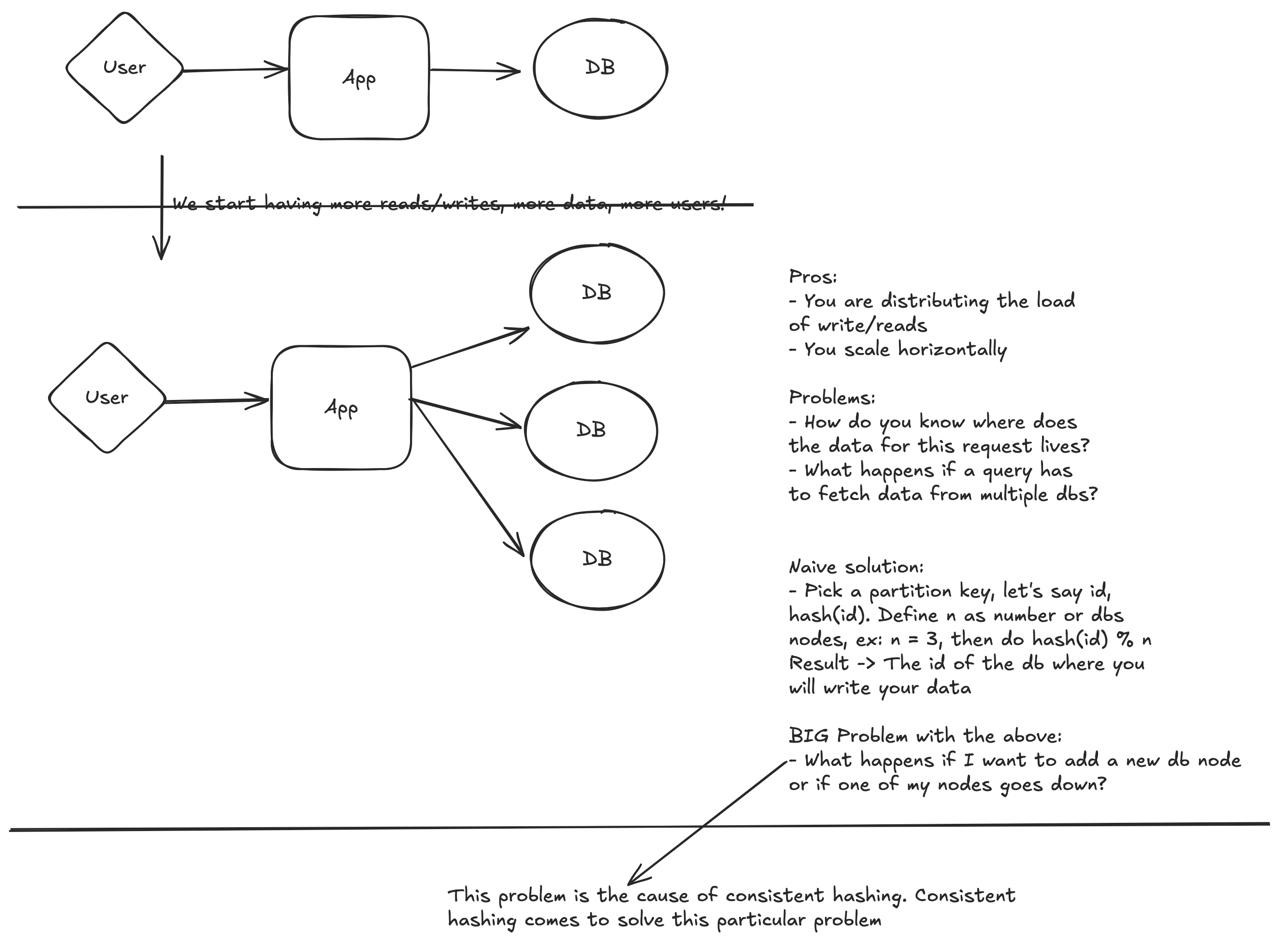 User
App
DB
We start having more reads/writes, more data, more users!
DB
User
App
DB
DB
Pros:
- You are distributing the load
of write/reads
- You scale horizontally
Problems:
- How do you know where does
the data for this request lives?
- What happens if a query has
to fetch data from multiple dbs?
Naive solution:
- Pick a partition key, let's say id,
hash(id). Define n as number or dbs
nodes, ex: n = 3, then do hash(id) % n
Result -> The id of the db where you
will write your data
BIG Problem with the above:
- What happens if I want to add a new db node
or if one of my nodes goes down?
This problem is the cause of consistent hashing. Consistent
hashing comes to solve this particular problem